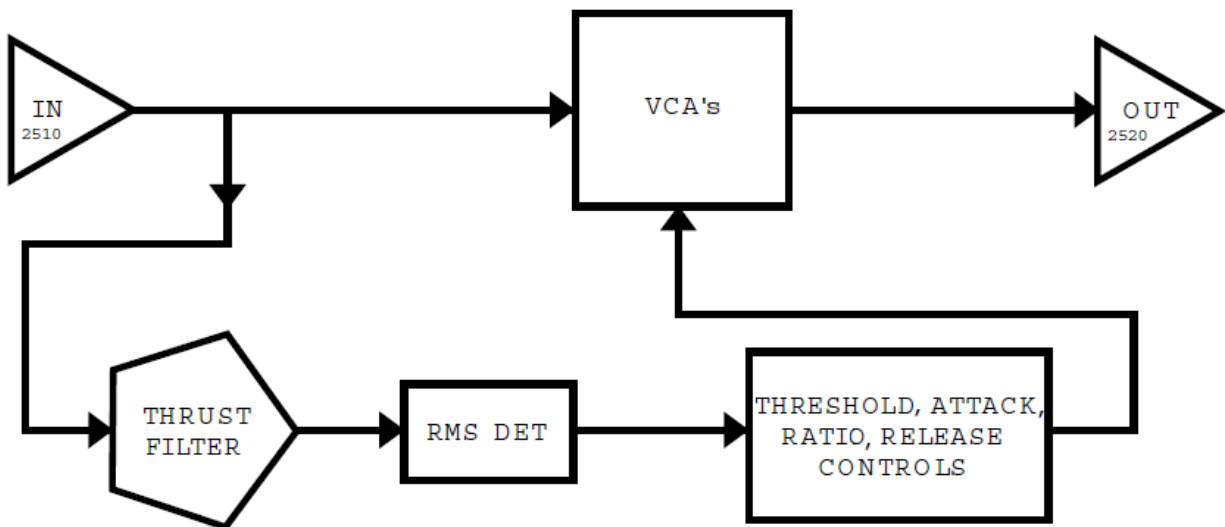 IN
2510
VCA's
OUT
2520
THRUST
FILTER
RMS DET
THRESHOLD, ATTACK,
RATIO, RELEASE
CONTROLS